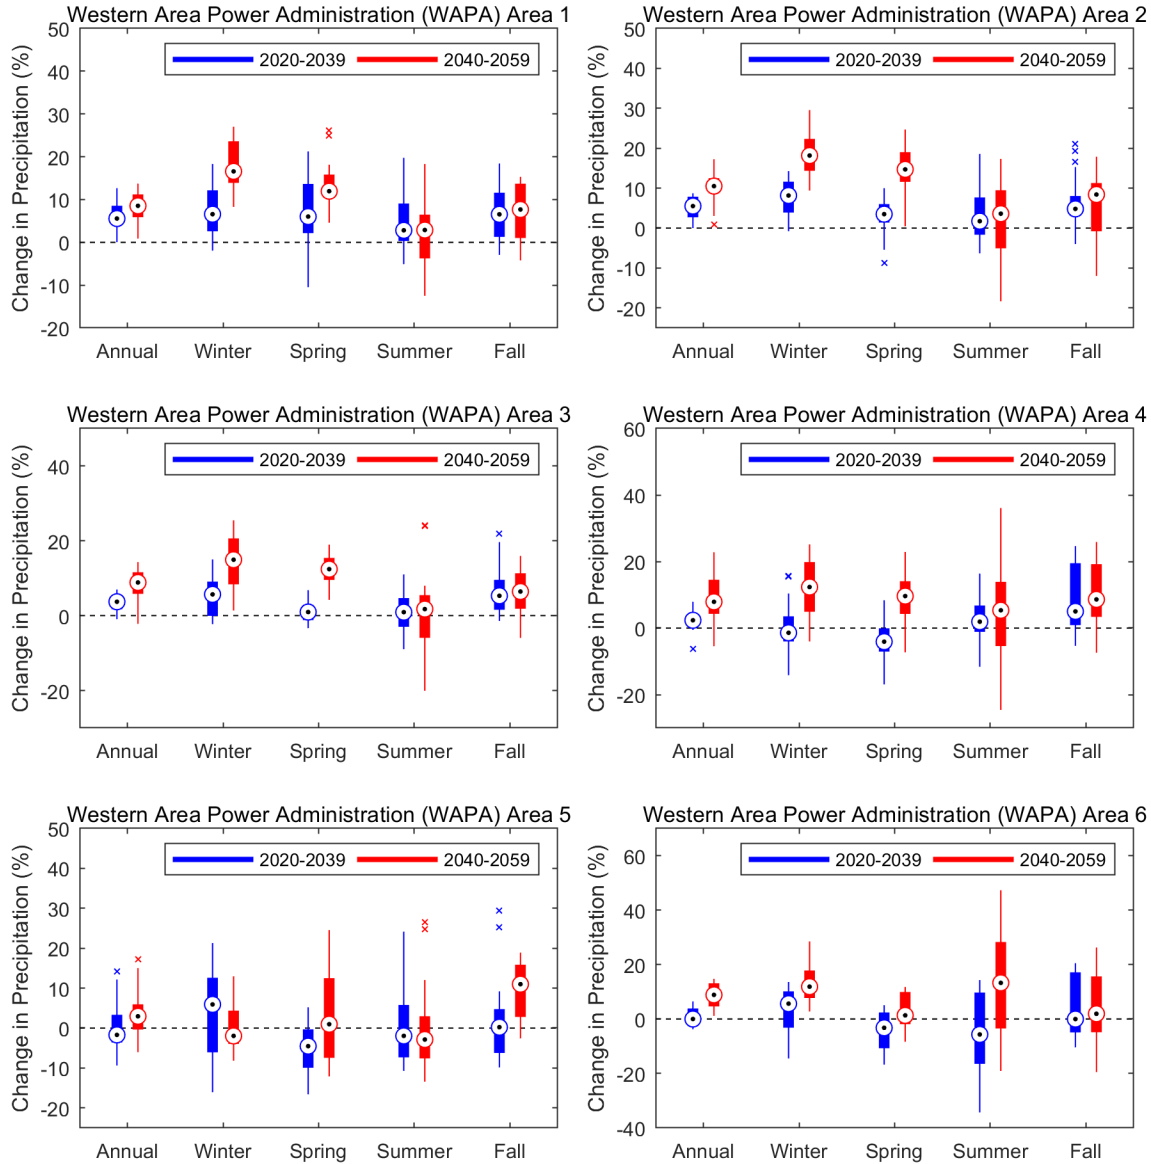 Western Area Power Administration (WAPA) Area 1
Change in Precipitation (%)
50
40
30
20
10
0
-10
-20
2020-2039 2040-2059
Annual Winter Spring Summer Fall
Western Area Power Administration (WAPA) Area 2
Change in Precipitation (%)
50
40
30
20
10
0
-10
-20
2020-2039 2040-2059
Annual Winter Spring Summer Fall
Western Area Power Administration (WAPA) Area 3
Change in Precipitation (%)
40
20
0
-20
2020-2039 2040-2059
Annual Winter Spring Summer Fall
Western Area Power Administration (WAPA) Area 4
Change in Precipitation (%)
60
40
20
0
-20
2020-2039 2040-2059
Annual Winter Spring Summer Fall
Western Area Power Administration (WAPA) Area 5
Change in Precipitation (%)
50
40
30
20
10
0
-10
-20
2020-2039 2040-2059
Annual Winter Spring Summer Fall
Western Area Power Administration (WAPA) Area 6
Change in Precipitation (%)
60
40
20
0
-20
-40
2020-2039 2040-2059
Annual Winter Spring Summer Fall